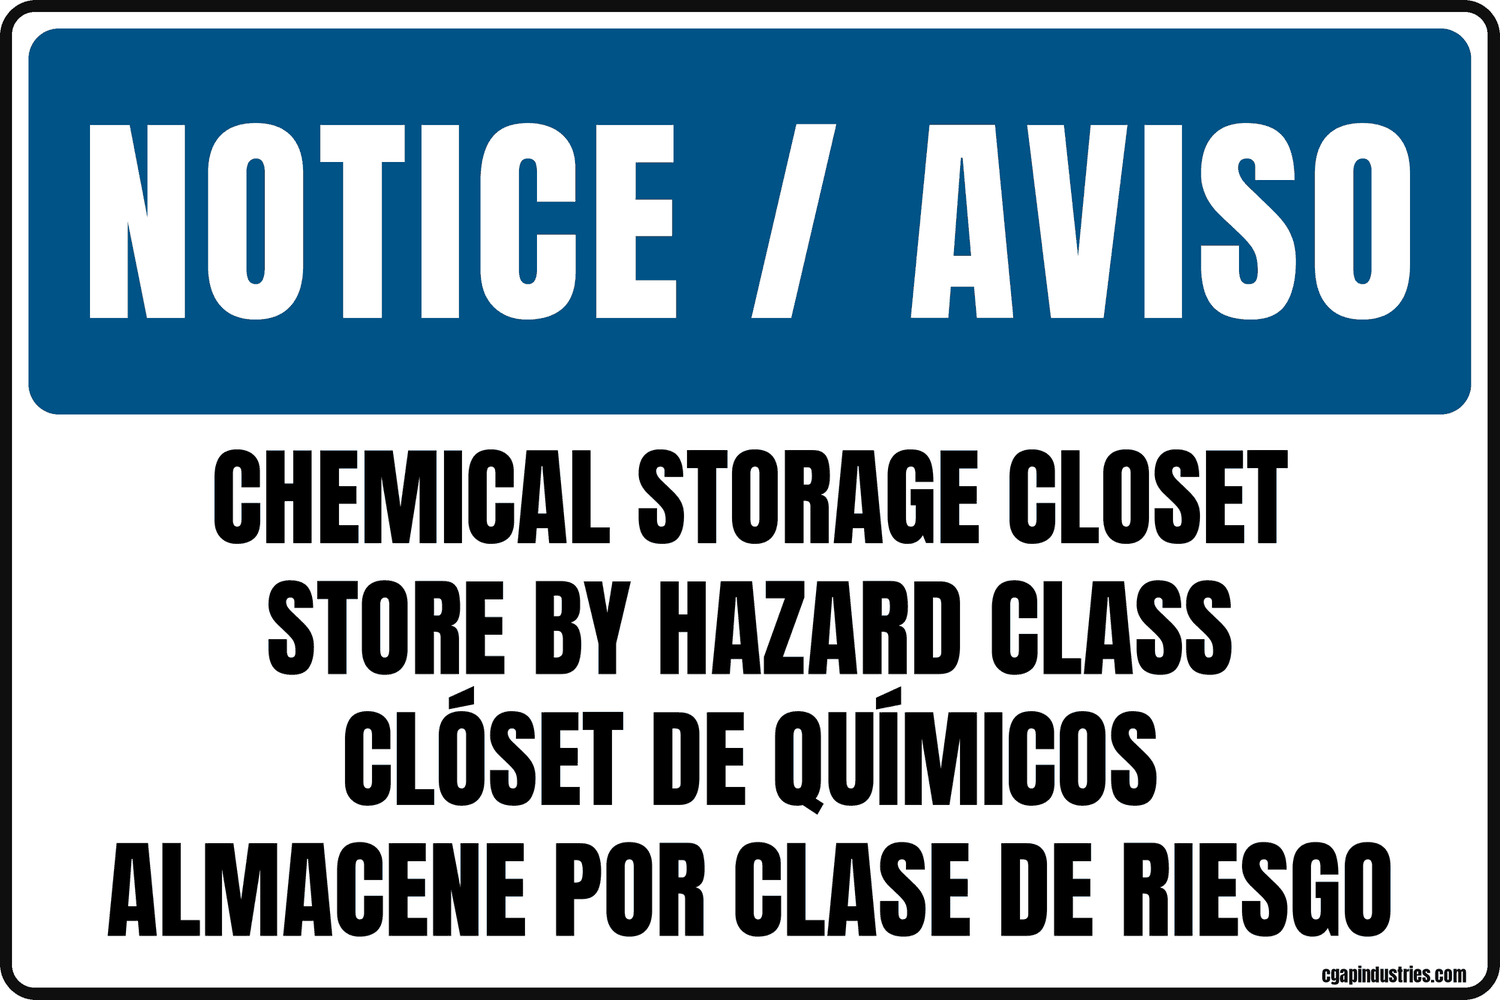 NOTICE / AVISO
CHEMICAL STORAGE CLOSET
STORE BY HAZARD CLASS
CLÓSET DE QUÍMICOS
ALMACENE POR CLASE DE RIESGO
cgapindustries.com